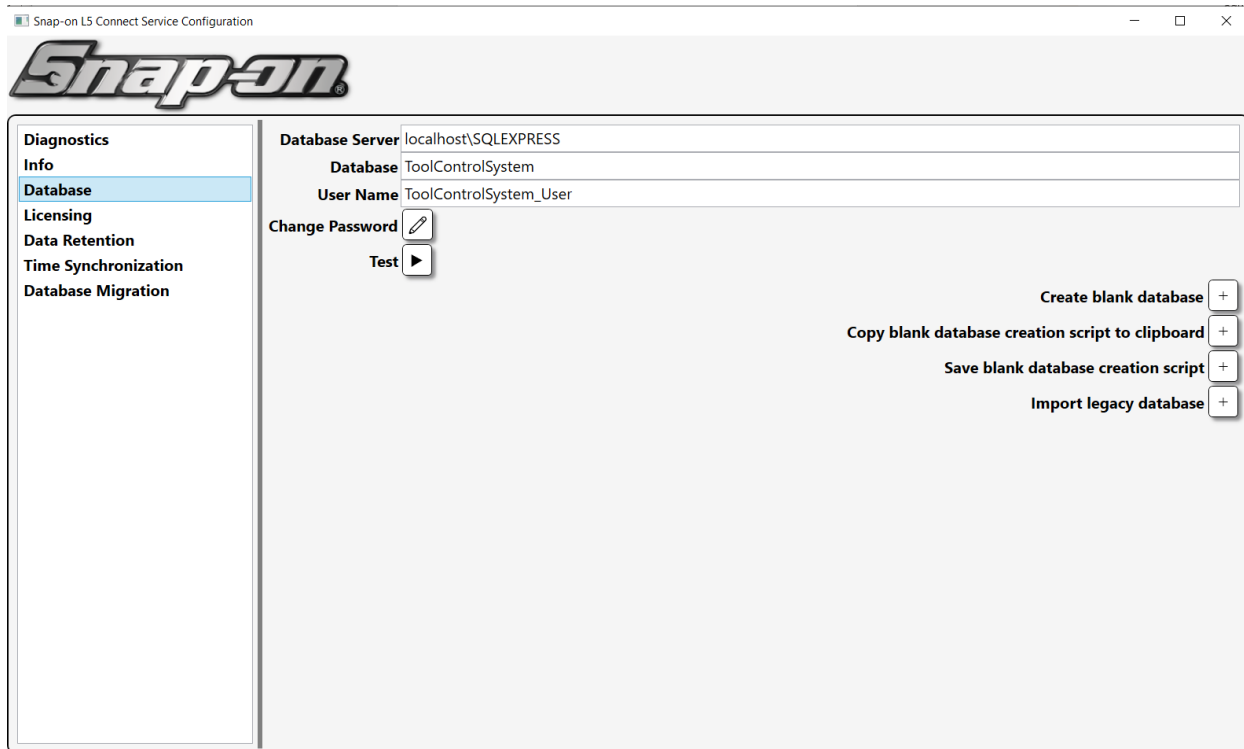 Snap-on L5 Connect Service Configuration
Snap-on®
Diagnostics
Info
Database
Licensing
Data Retention
Time Synchronization
Database Migration
Database Server localhost\SQLEXPRESS
Database ToolControlSystem
User Name ToolControlSystem_User
Change Password
Test
Create blank database +
Copy blank database creation script to clipboard +
Save blank database creation script +
Import legacy database +